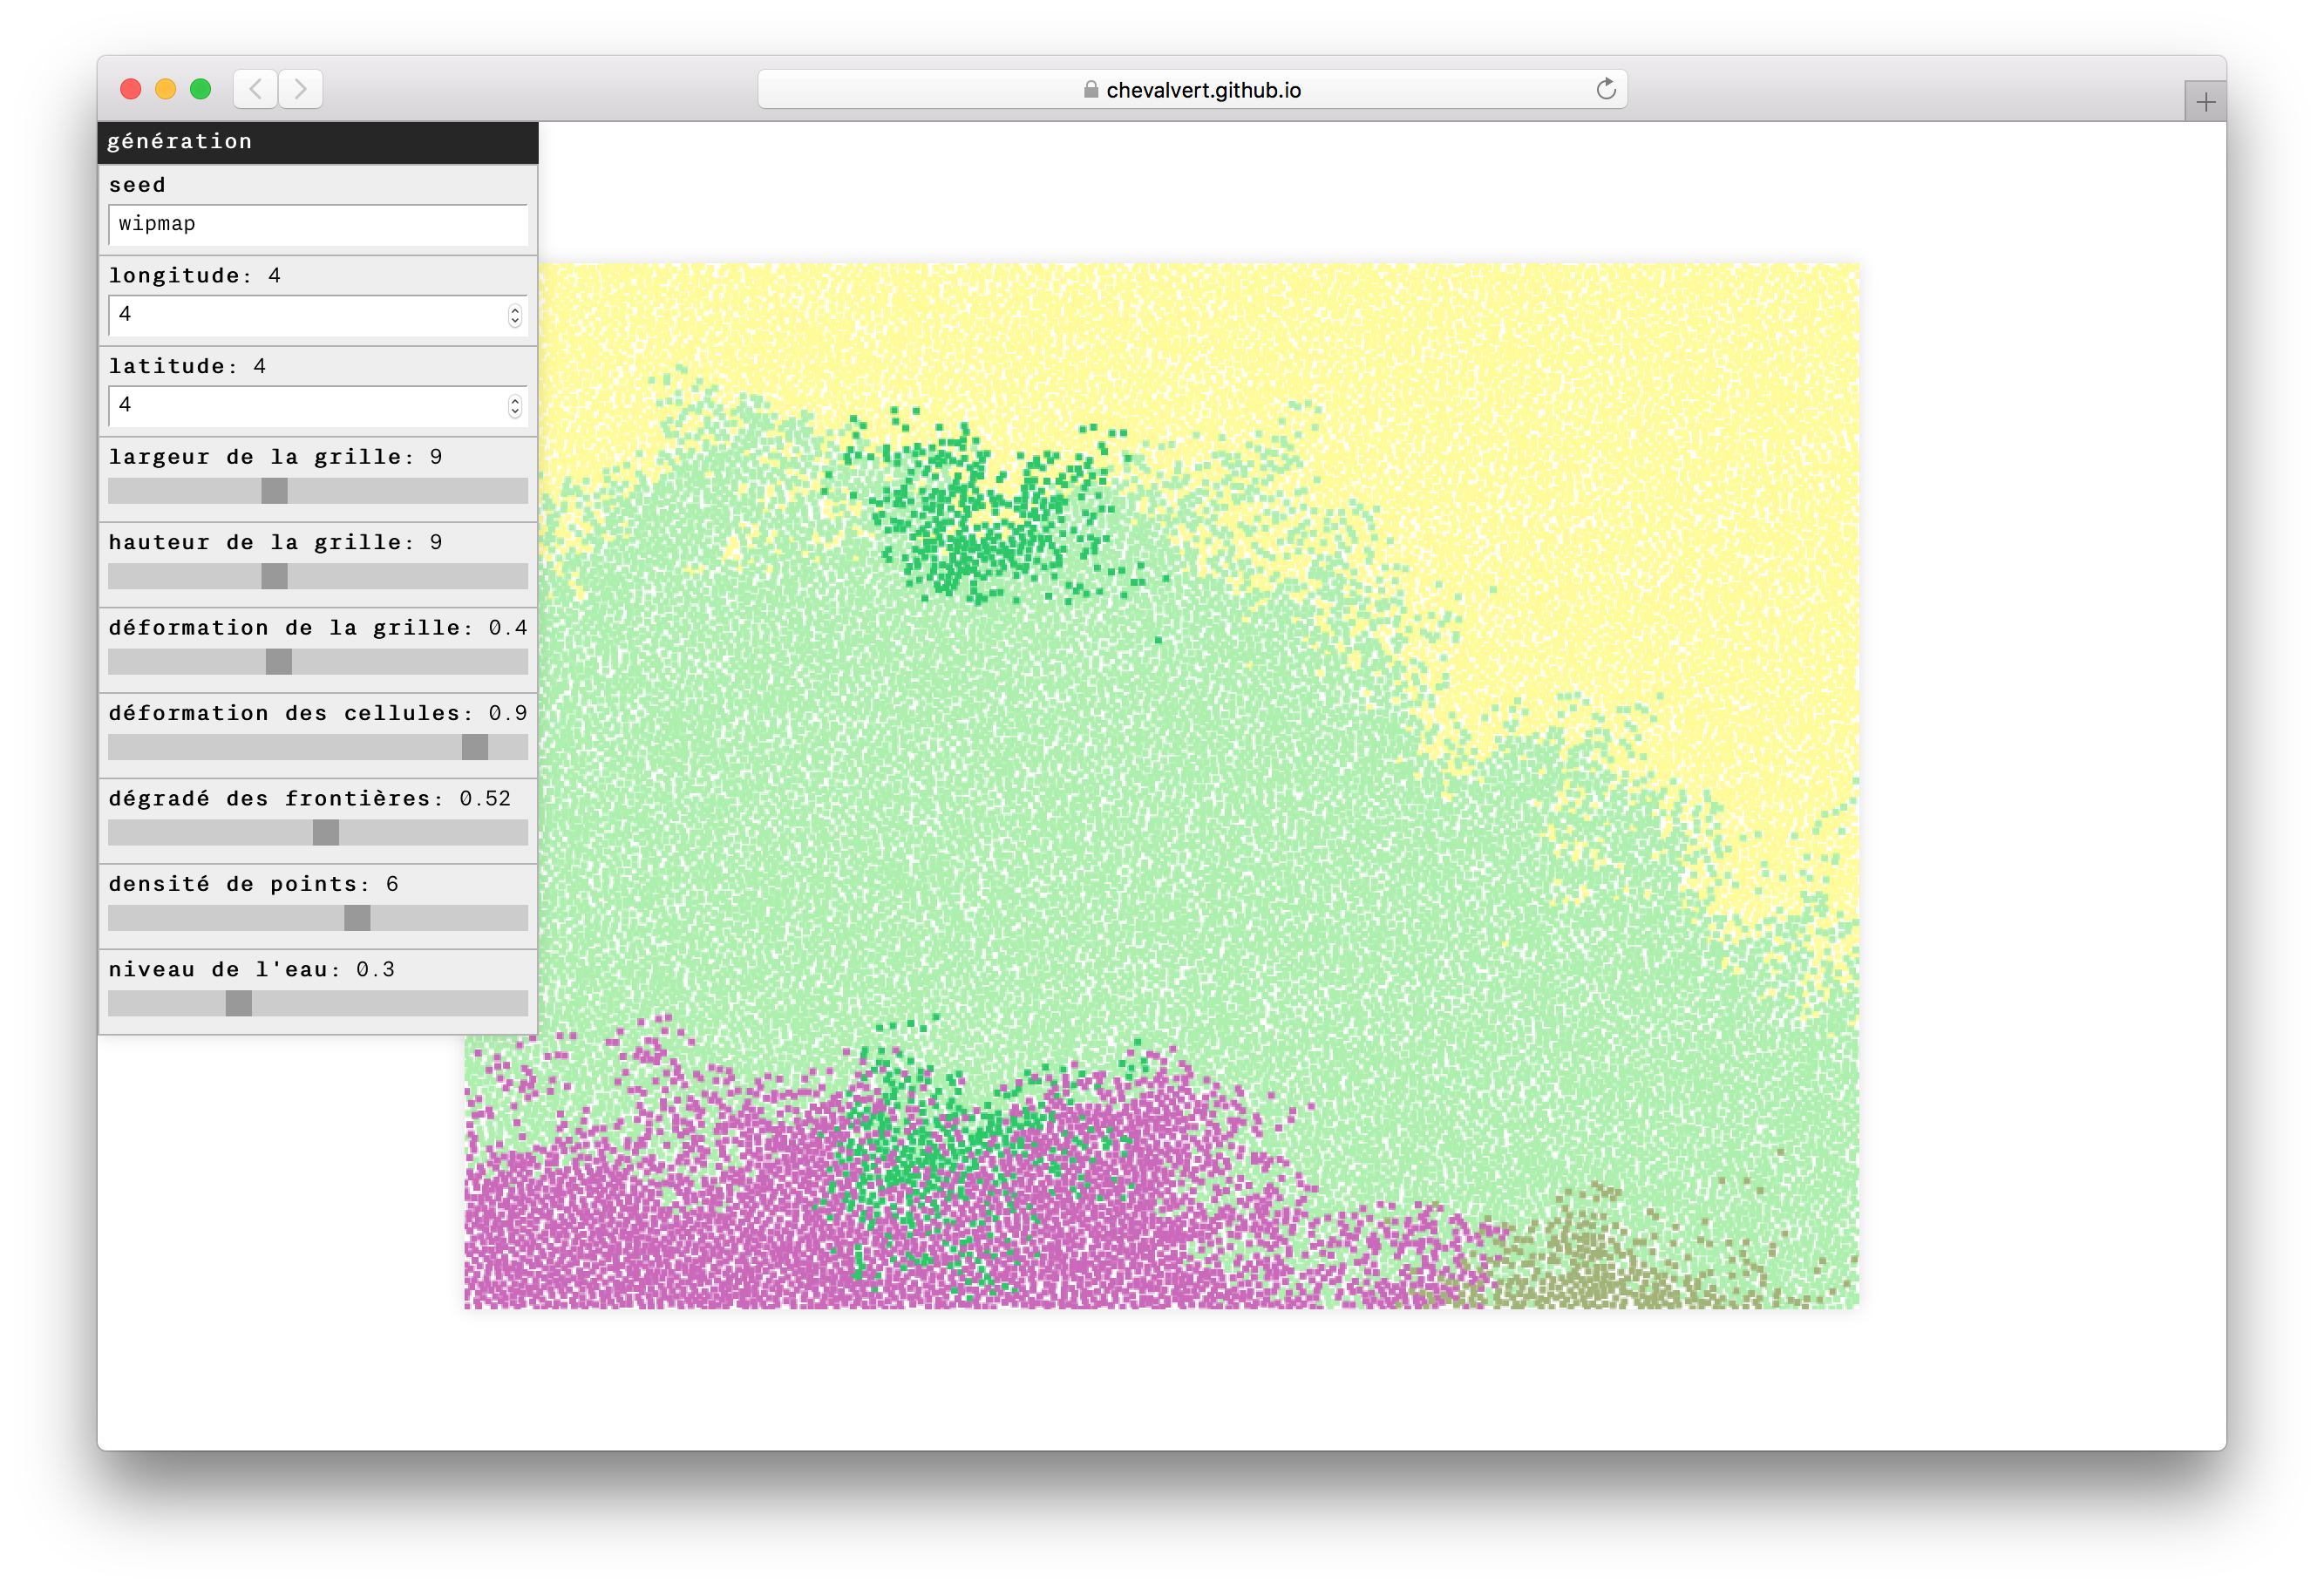 chevalvert.github.io
génération
seed
wipmap
longitude: 4
4
latitude: 4
4
largeur de la grille: 9
hauteur de la grille: 9
déformation de la grille: 0.4
déformation des cellules: 0.9
dégradé des frontières: 0.52
densité de points: 6
niveau de l'eau: 0.3